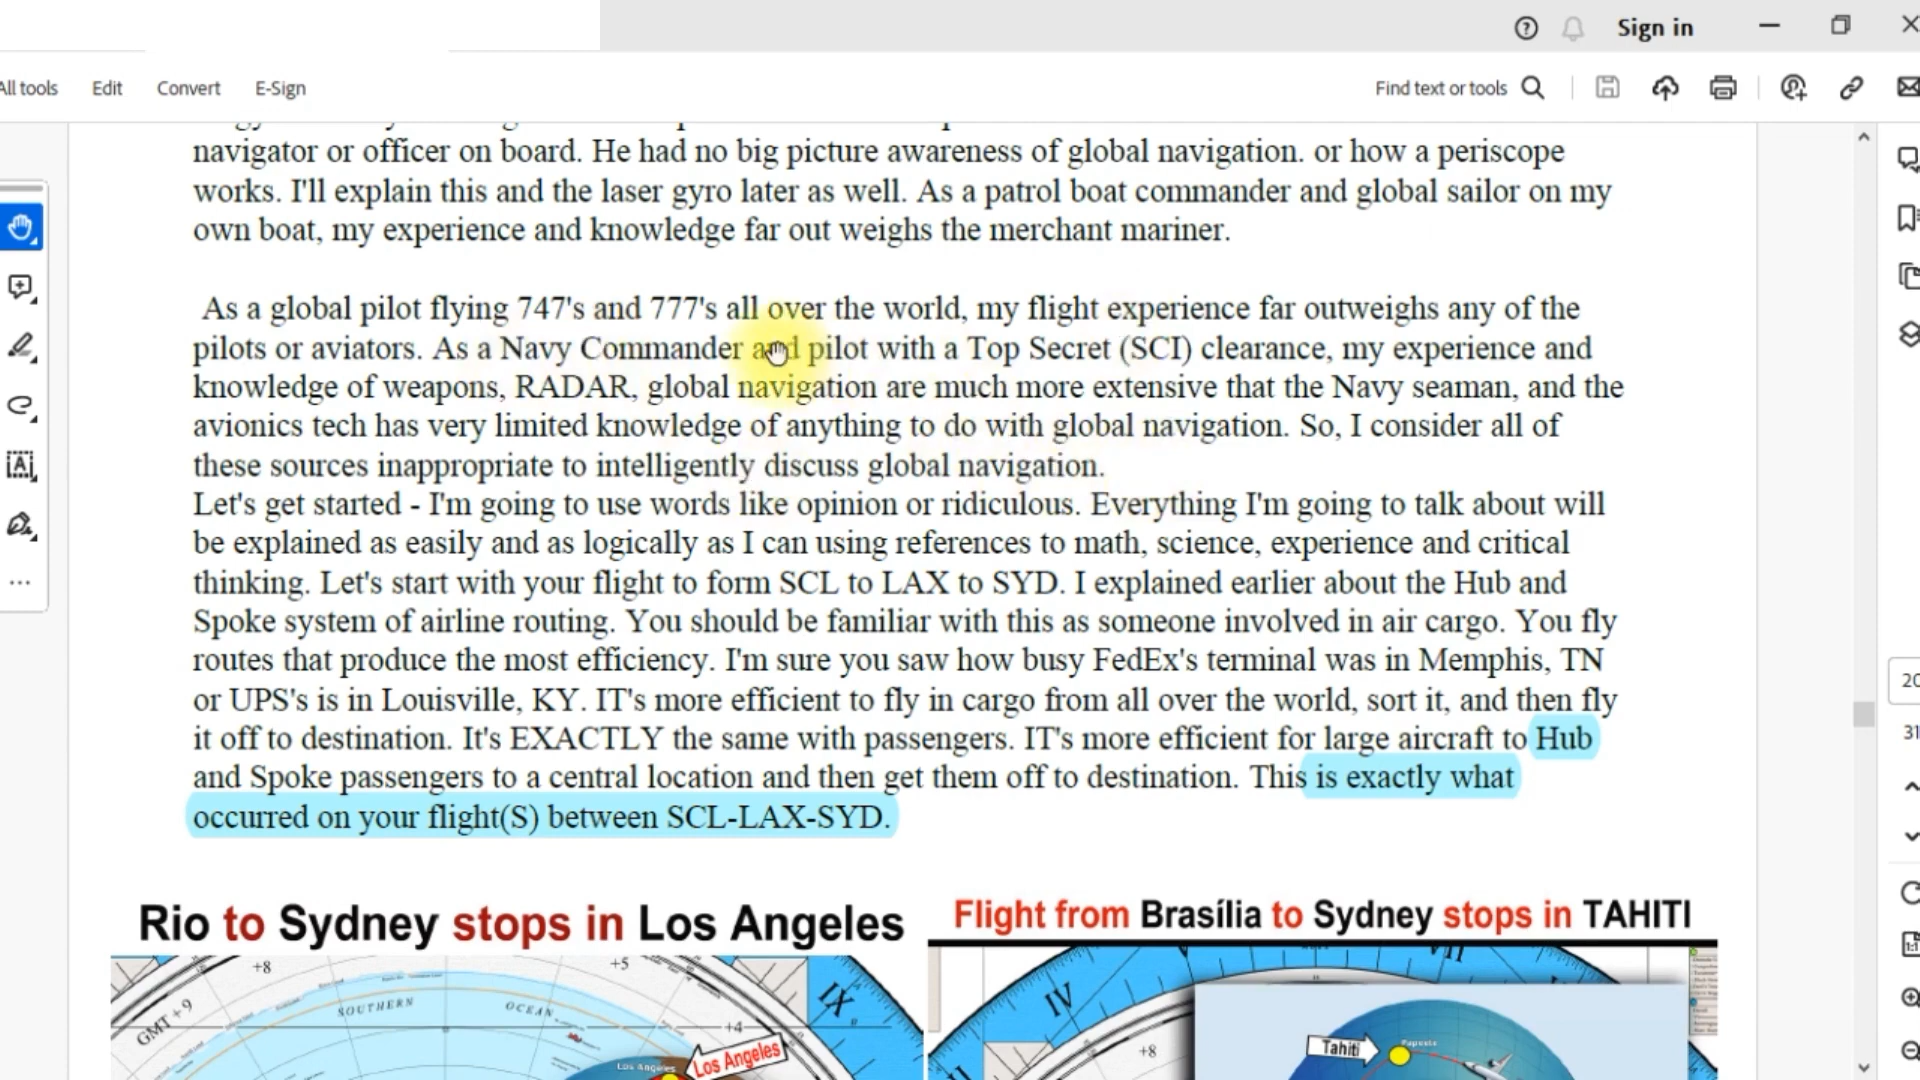 Sign in
All tools Edit Convert E-Sign Find text or tools
navigator or officer on board. He had no big picture awareness of global navigation. or how a periscope
works. I'll explain this and the laser gyro later as well. As a patrol boat commander and global sailor on my
own boat, my experience and knowledge far out weighs the merchant mariner.
As a global pilot flying 747's and 777's all over the world, my flight experience far outweighs any of the
pilots or aviators. As a Navy Commander and pilot with a Top Secret (SCI) clearance, my experience and
knowledge of weapons, RADAR, global navigation are much more extensive that the Navy seaman, and the
avionics tech has very limited knowledge of anything to do with global navigation. So, I consider all of
these sources inappropriate to intelligently discuss global navigation.
Let's get started - I'm going to use words like opinion or ridiculous. Everything I'm going to talk about will
be explained as easily and as logically as I can using references to math, science, experience and critical
thinking. Let's start with your flight to form SCL to LAX to SYD. I explained earlier about the Hub and
Spoke system of airline routing. You should be familiar with this as someone involved in air cargo. You fly
routes that produce the most efficiency. I'm sure you saw how busy FedEx's terminal was in Memphis, TN
or UPS's is in Louisville, KY. IT's more efficient to fly in cargo from all over the world, sort it, and then fly
it off to destination. It's EXACTLY the same with passengers. IT's more efficient for large aircraft to Hub
and Spoke passengers to a central location and then get them off to destination. This is exactly what
occurred on your flight(S) between SCL-LAX-SYD.
Rio to Sydney stops in Los Angeles
Flight from Brasília to Sydney stops in TAHITI
+8 +5
GMT + 9
SOUTHERN OCEAN
+4
IX
Los Angeles
Los Angeles
IV
VII
+8
Tahiti
Papeete
20
31